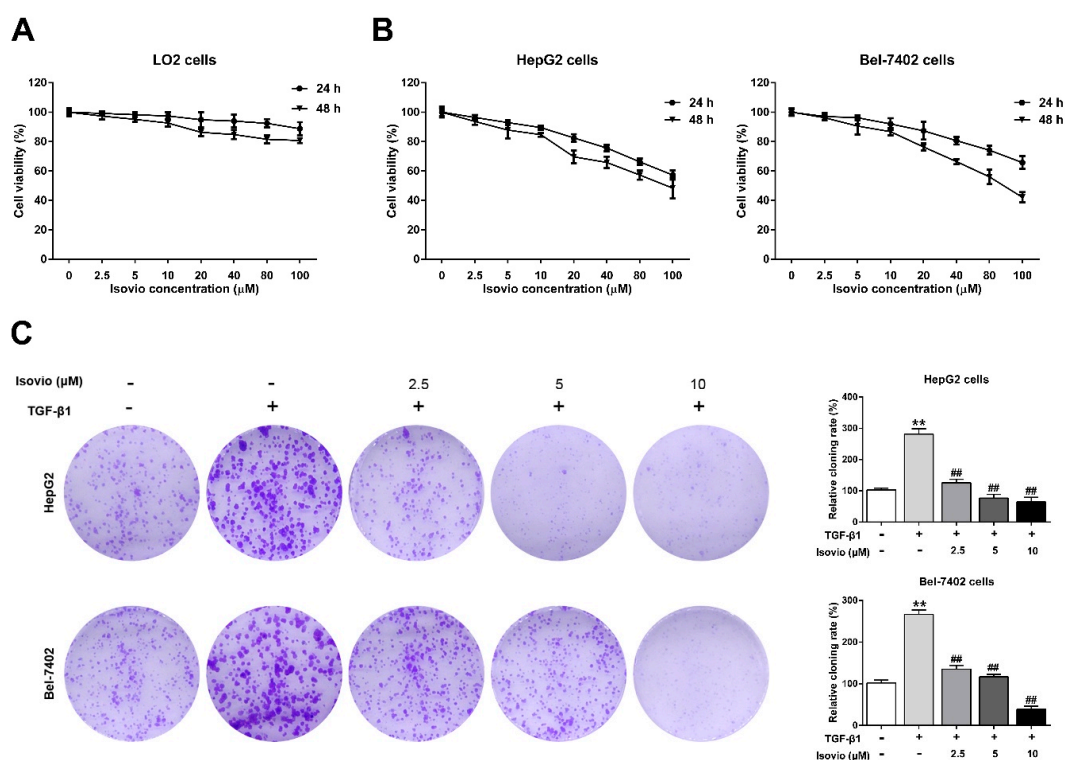 A
LO2 cells
120
100
80
60
40
20
0
Cell viability (%)
24 h
48 h
0 2.5 5 10 20 40 80 100
Isovio concentration (μM)
B
HepG2 cells
120
100
80
60
40
20
0
Cell viability (%)
24 h
48 h
0 2.5 5 10 20 40 80 100
Isovio concentration (μM)
Bel-7402 cells
120
100
80
60
40
20
0
Cell viability (%)
24 h
48 h
0 2.5 5 10 20 40 80 100
Isovio concentration (μM)
C
Isovio (μM) - - 2.5 5 10
TGF-β1 - + + + +
HepG2
Bel-7402
HepG2 cells
400
300
200
100
0
Relative cloning rate (%)
** ## ## ##
TGF-β1 - + + + +
Isovio (μM) - - 2.5 5 10
Bel-7402 cells
300
200
100
0
Relative cloning rate (%)
** ## ## ##
TGF-β1 - + + + +
Isovio (μM) - - 2.5 5 10